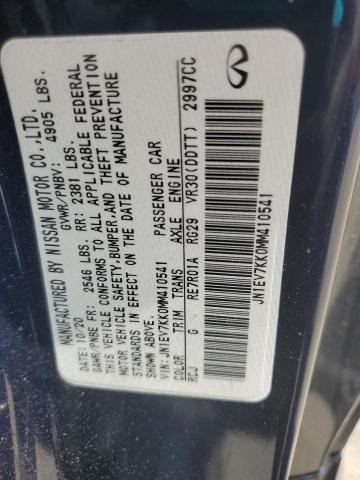 MANUFACTURED BY NISSAN MOTOR CO.,LTD.
10/20 GVWR/PNBV: 4905 LBS.
GAWR/PNBE FR: 2546 LBS. RR: 2381 LBS.
THIS VEHICLE CONFORMS TO ALL APPLICABLE FEDERAL
MOTOR VEHICLE SAFETY,BUMPER,AND THEFT PREVENTION
STANDARDS IN EFFECT ON THE DATE OF MANUFACTURE
SHOWN ABOVE.
VIN: JN1EV7KK0MM410541 PASSENGER CAR
COLOR TRIM TRANS AXLE ENGINE
RCJ G RE7R01A RG29 VR30(DDTT) 2997CC
JN1EV7KK0MM410541